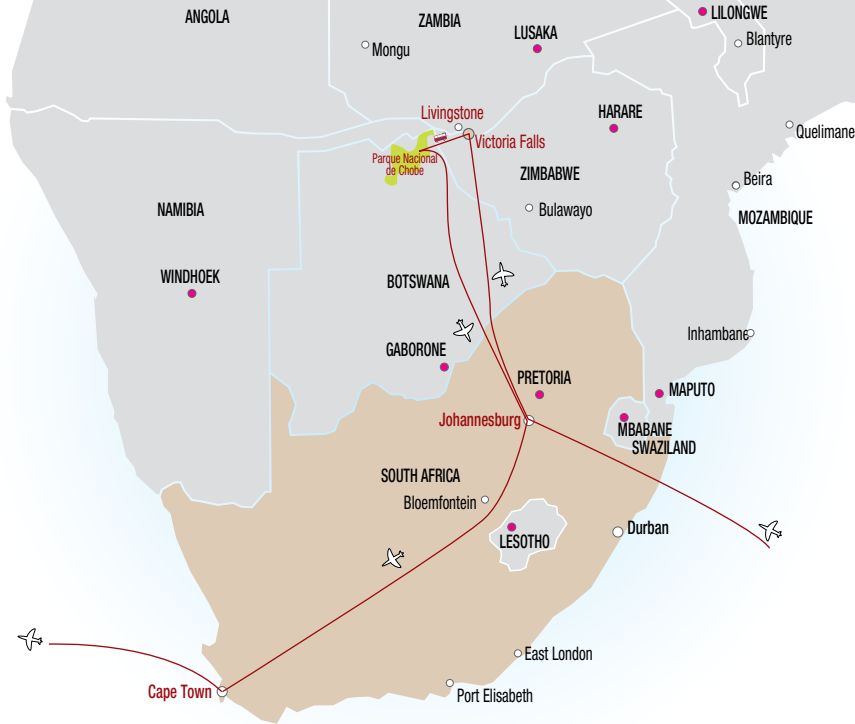 LILONGWE
ANGOLA
ZAMBIA
LUSAKA
Blantyre
Mongu
Livingstone
HARARE
Quelimane
Victoria Falls
Parque Nacional
de Chobe
ZIMBABWE
Beira
NAMIBIA
Bulawayo
MOZAMBIQUE
WINDHOEK
BOTSWANA
Inhambane
GABORONE
PRETORIA
MAPUTO
Johannesburg
MBABANE
SWAZILAND
SOUTH AFRICA
Bloemfontein
Durban
LESOTHO
East London
Cape Town
Port Elisabeth